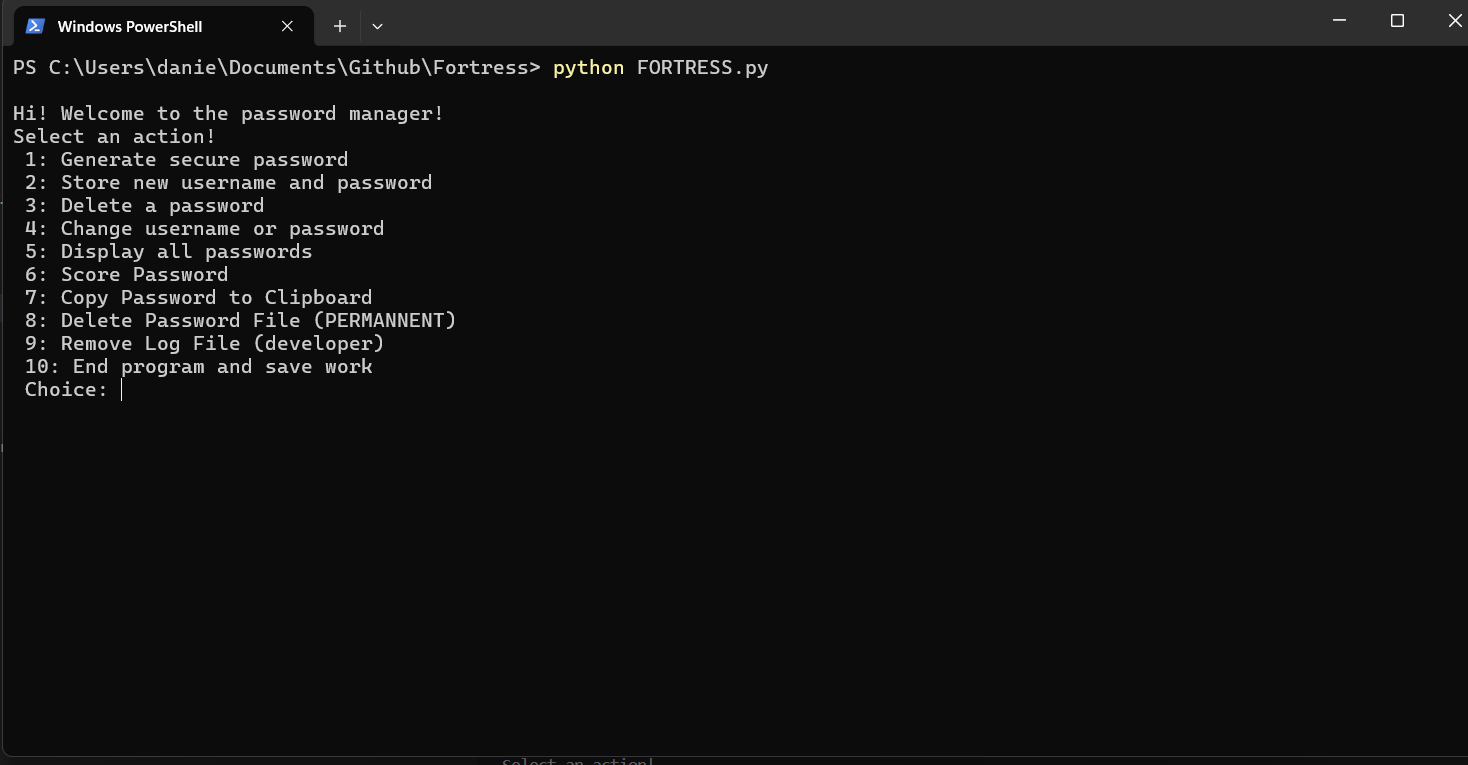 Windows PowerShell
PS C:\Users\danie\Documents\Github\Fortress> python FORTRESS.py
Hi! Welcome to the password manager!
Select an action!
1: Generate secure password
2: Store new username and password
3: Delete a password
4: Change username or password
5: Display all passwords
6: Score Password
7: Copy Password to Clipboard
8: Delete Password File (PERMANNENT)
9: Remove Log File (developer)
10: End program and save work
Choice:
Select an action!